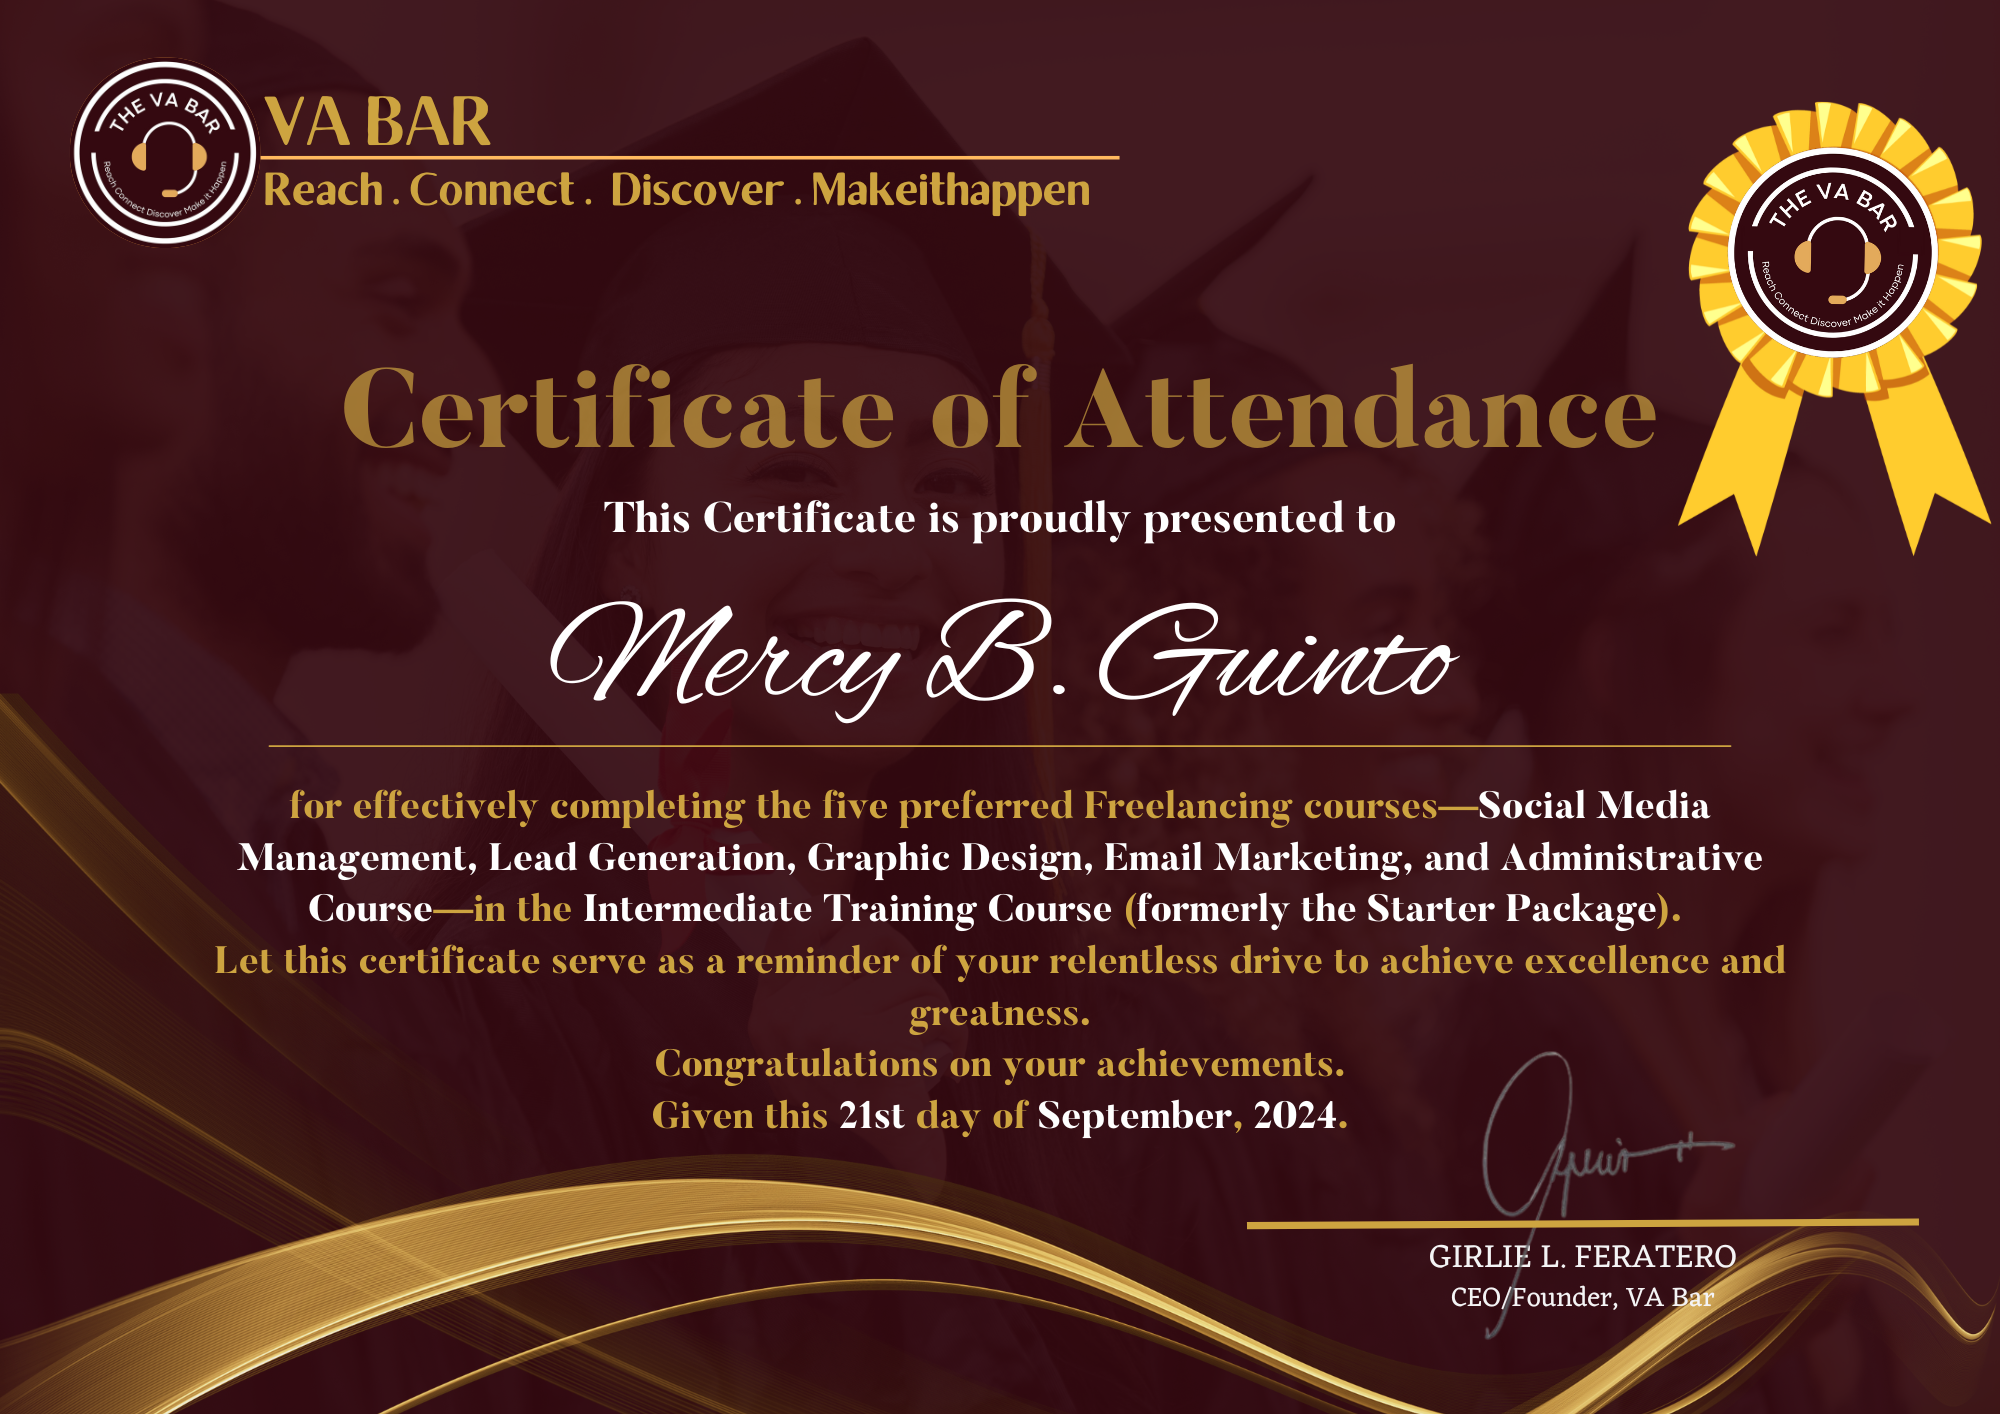 THE VA BAR
Reach Connect Discover Make it Happen
VA BAR
Reach . Connect . Discover . Makeithappen
THE VA BAR
Reach Connect Discover Make it Happen
Certificate of Attendance
This Certificate is proudly presented to
Mercy B. Guinto
for effectively completing the five preferred Freelancing courses—Social Media
Management, Lead Generation, Graphic Design, Email Marketing, and Administrative
Course—in the Intermediate Training Course (formerly the Starter Package).
Let this certificate serve as a reminder of your relentless drive to achieve excellence and
greatness.
Congratulations on your achievements.
Given this 21st day of September, 2024.
GIRLIE L. FERATERO
CEO/Founder, VA Bar